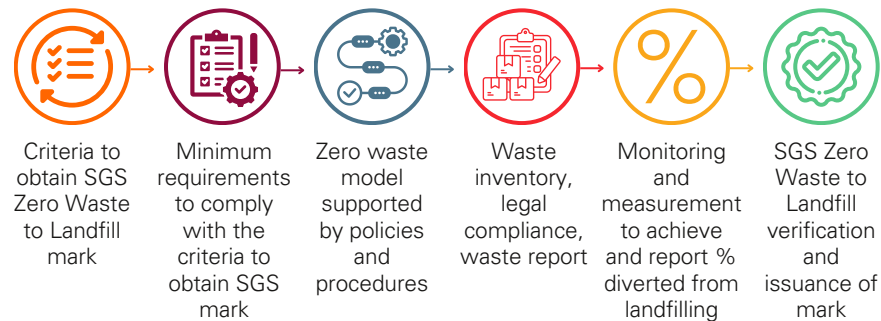 Criteria to
obtain SGS
Zero Waste
to Landfill
mark
Minimum
requirements
to comply
with the
criteria to
obtain SGS
mark
Zero waste
model
supported
by policies
and
procedures
Waste
inventory,
legal
compliance,
waste report
%
Monitoring
and
measurement
to achieve
and report %
diverted from
landfilling
SGS Zero
Waste to
Landfill
verification
and
issuance of
mark